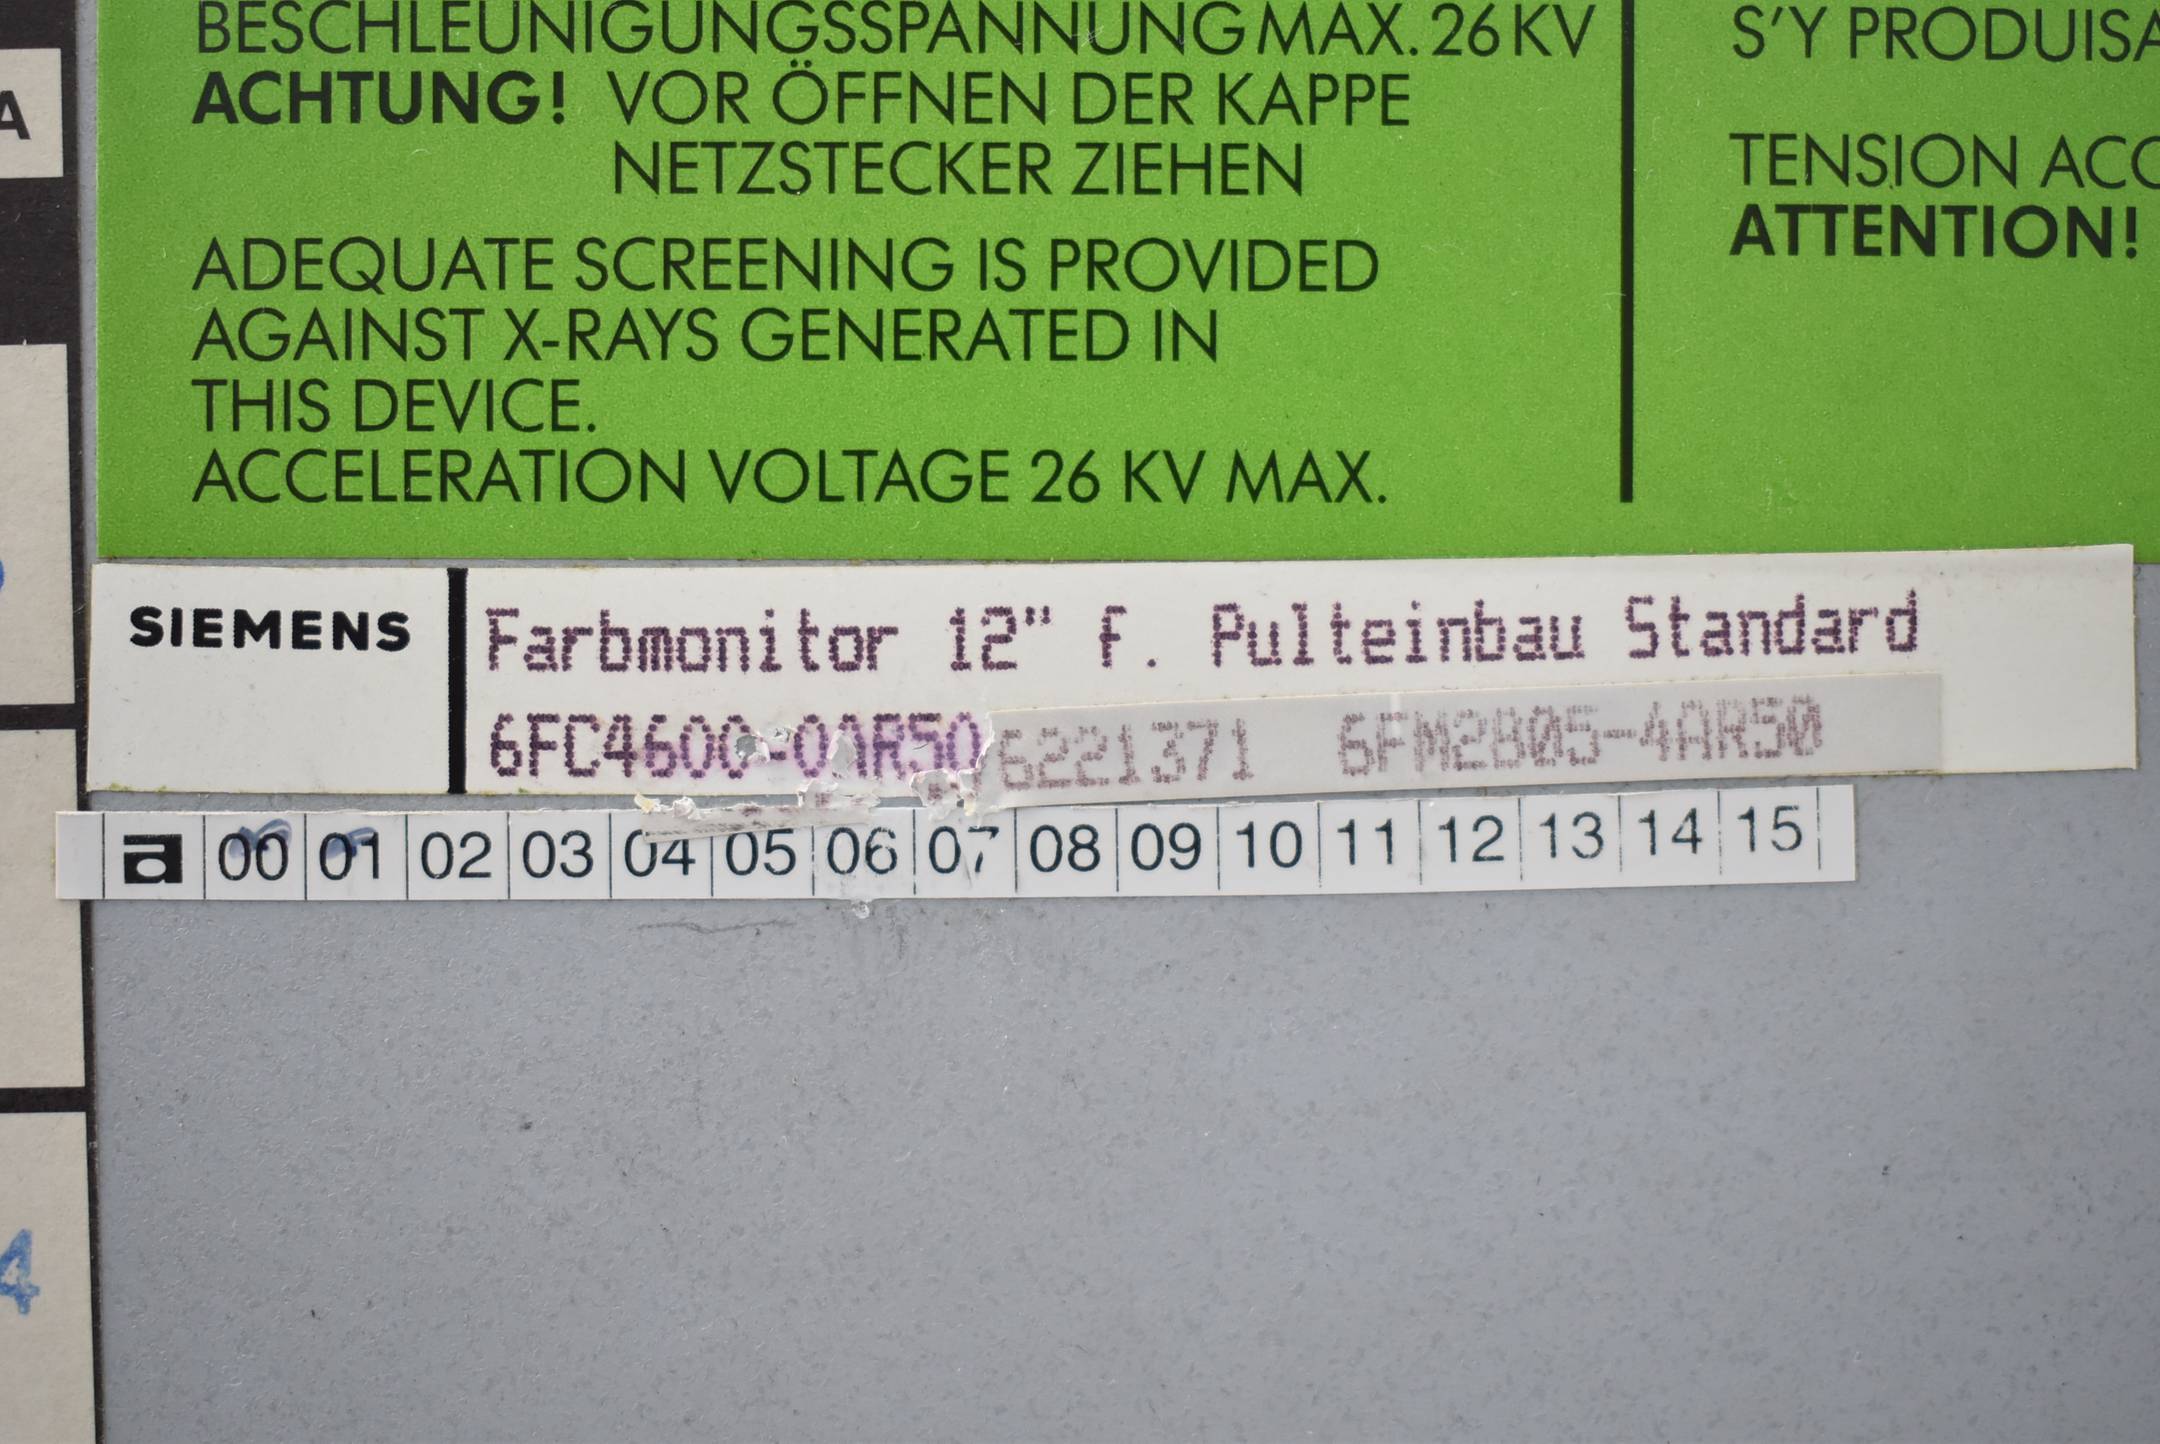 A
BESCHLEUNIGUNGSSPANNUNG MAX. 26 KV
ACHTUNG! VOR ÖFFNEN DER KAPPE
NETZSTECKER ZIEHEN
ADEQUATE SCREENING IS PROVIDED
AGAINST X-RAYS GENERATED IN
THIS DEVICE.
ACCELERATION VOLTAGE 26 KV MAX.
S'Y PRODUISA
TENSION ACC
ATTENTION!
SIEMENS
Farbmonitor 12" f. Pulteinbau Standard
6FC4600-0AR50 6221371 6FM2805-4AR50
a 00 01 02 03 04 05 06 07 08 09 10 11 12 13 14 15
4